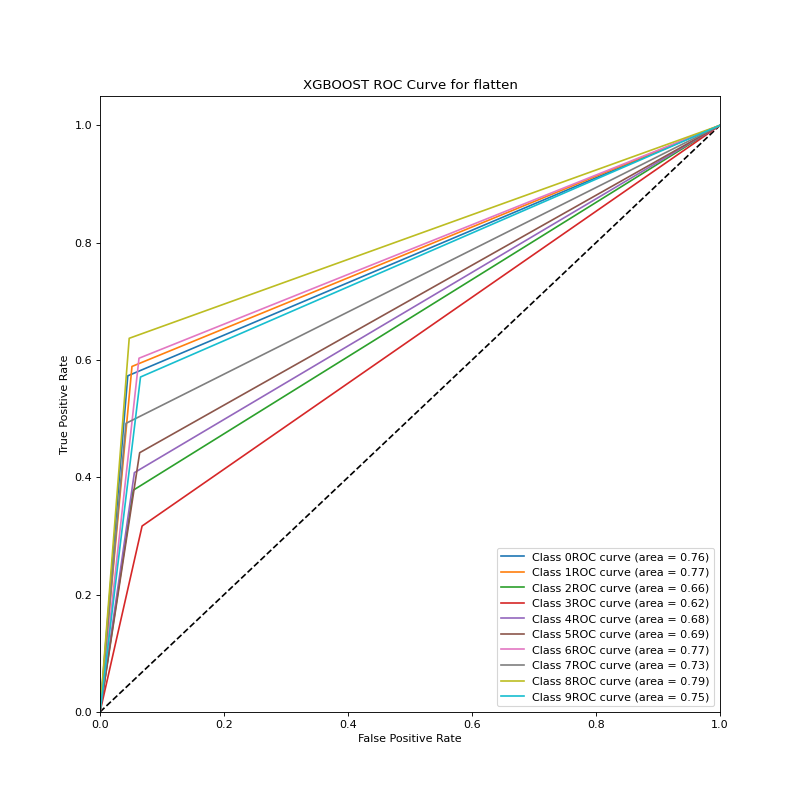 XGBOOST ROC Curve for flatten
1.0
0.8
0.6
0.4
0.2
0.0
True Positive Rate
0.0 0.2 0.4 0.6 0.8 1.0
False Positive Rate
Class 0ROC curve (area = 0.76)
Class 1ROC curve (area = 0.77)
Class 2ROC curve (area = 0.66)
Class 3ROC curve (area = 0.62)
Class 4ROC curve (area = 0.68)
Class 5ROC curve (area = 0.69)
Class 6ROC curve (area = 0.77)
Class 7ROC curve (area = 0.73)
Class 8ROC curve (area = 0.79)
Class 9ROC curve (area = 0.75)